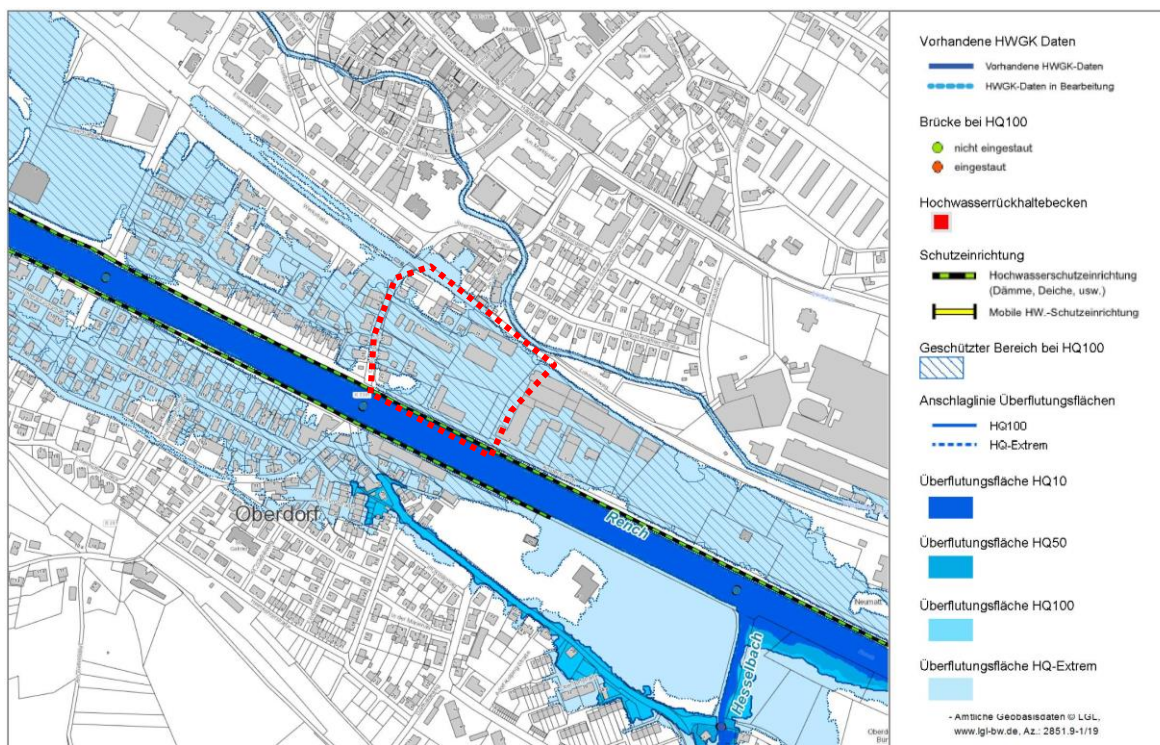 Oberdorf
Rench
Hesselbach
Neumatt
Vorhandene HWGK Daten
Vorhandene HWGK-Daten
HWGK-Daten in Bearbeitung
Brücke bei HQ100
nicht eingestaut
eingestaut
Hochwasserrückhaltebecken
Schutzeinrichtung
Hochwasserschutzeinrichtung
(Dämme, Deiche, usw.)
Mobile HW.-Schutzeinrichtung
Geschützter Bereich bei HQ100
Anschlaglinie Überflutungsflächen
HQ100
HQ-Extrem
Überflutungsfläche HQ10
Überflutungsfläche HQ50
Überflutungsfläche HQ100
Überflutungsfläche HQ-Extrem
- Amtliche Geobasisdaten © LGL,
www.lgl-bw.de, Az.: 2851.9-1/19